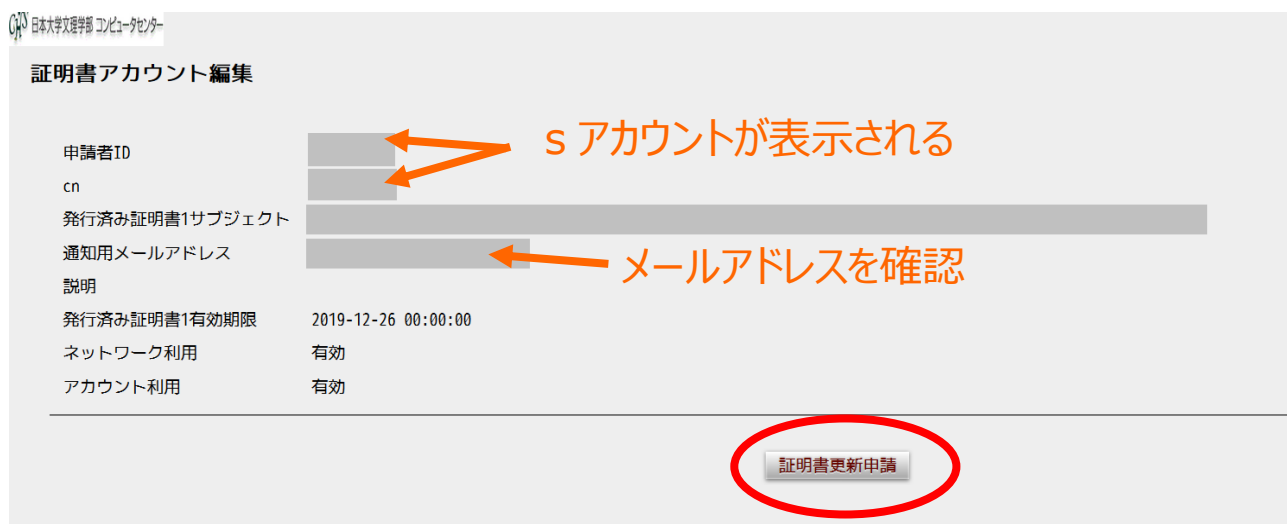 CHS 日本大学文理学部 コンピュータセンター
証明書アカウント編集
申請者ID
s アカウントが表示される
cn
発行済み証明書1サブジェクト
通知用メールアドレス
メールアドレスを確認
説明
発行済み証明書1有効期限 2019-12-26 00:00:00
ネットワーク利用 有効
アカウント利用 有効
証明書更新申請